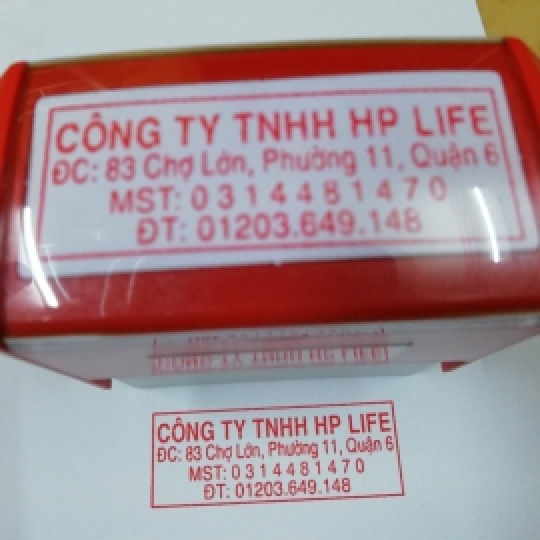 CÔNG TY TNHH HP LIFE
ĐC: 83 Chợ Lớn, Phường 11, Quận 6
MST: 0 3 1 4 4 8 1 4 7 0
ĐT: 01203.649.148
CÔNG TY TNHH HP LIFE
ĐC: 83 Chợ Lớn, Phường 11, Quận 6
MST: 0 3 1 4 4 8 1 4 7 0
ĐT: 01203.649.148